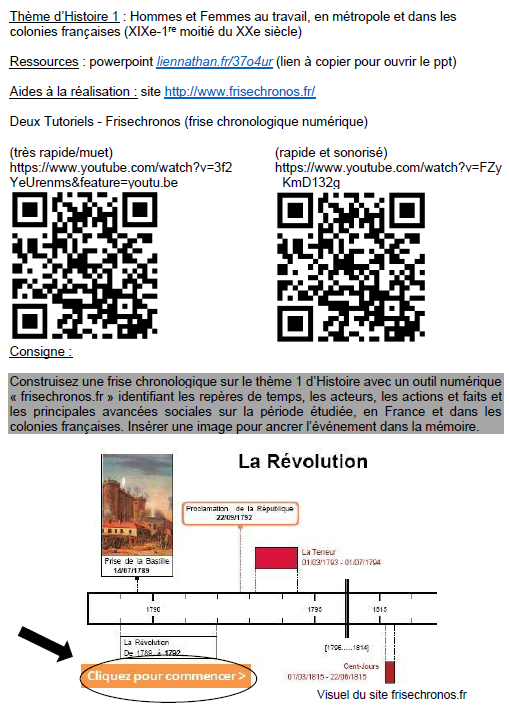 Thème d'Histoire 1 : Hommes et Femmes au travail, en métropole et dans les
colonies françaises (XIXe-1re moitié du XXe siècle)
Ressources : powerpoint liennathan.fr/37o4ur (lien à copier pour ouvrir le ppt)
Aides à la réalisation : site http://www.frisechronos.fr/
Deux Tutoriels - Frisechronos (frise chronologique numérique)
(très rapide/muet)
https://www.youtube.com/watch?v=3f2
YeUrenms&feature=youtu.be
(rapide et sonorisé)
https://www.youtube.com/watch?v=FZy
_KmD132g
Consigne :
Construisez une frise chronologique sur le thème 1 d'Histoire avec un outil numérique
« frisechronos.fr » identifiant les repères de temps, les acteurs, les actions et faits et
les principales avancées sociales sur la période étudiée, en France et dans les
colonies françaises. Insérer une image pour ancrer l'événement dans la mémoire.
La Révolution
Proclamation de la République
22/09/1792
Prise de la Bastille
14/07/1789
La Terreur
01/03/1793 - 01/07/1794
1790
1795
1815
La Révolution
De 1789 à 1792
[1796.....1814]
Cent-Jours
01/03/1815 - 22/06/1815
Cliquez pour commencer >
Visuel du site frisechronos.fr